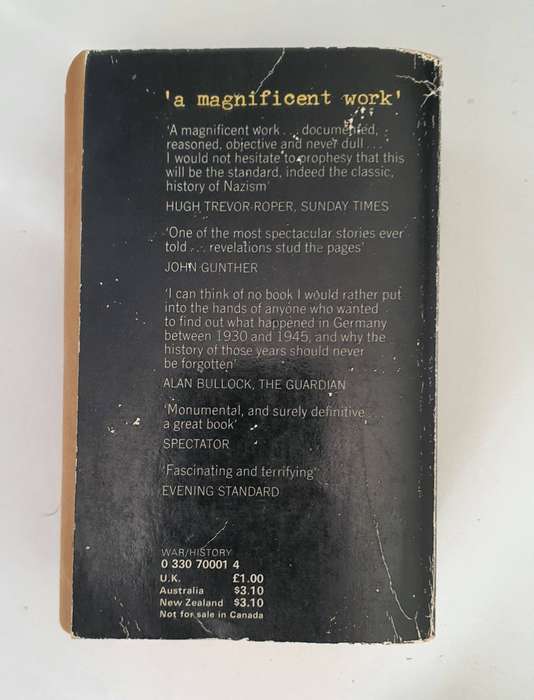 'a magnificent work'
'A magnificent work... documented,
reasoned, objective and never dull...
I would not hesitate to prophesy that this
will be the standard, indeed the classic,
history of Nazism'
HUGH TREVOR-ROPER, SUNDAY TIMES
'One of the most spectacular stories ever
told... revelations stud the pages'
JOHN GUNTHER
'I can think of no book I would rather put
into the hands of anyone who wanted
to find out what happened in Germany
between 1930 and 1945, and why the
history of those years should never
be forgotten'
ALAN BULLOCK, THE GUARDIAN
'Monumental, and surely definitive...
a great book'
SPECTATOR
'Fascinating and terrifying'
EVENING STANDARD
WAR/HISTORY
0 330 70001 4
U.K. £1.00
Australia $3.10
New Zealand $3.10
Not for sale in Canada